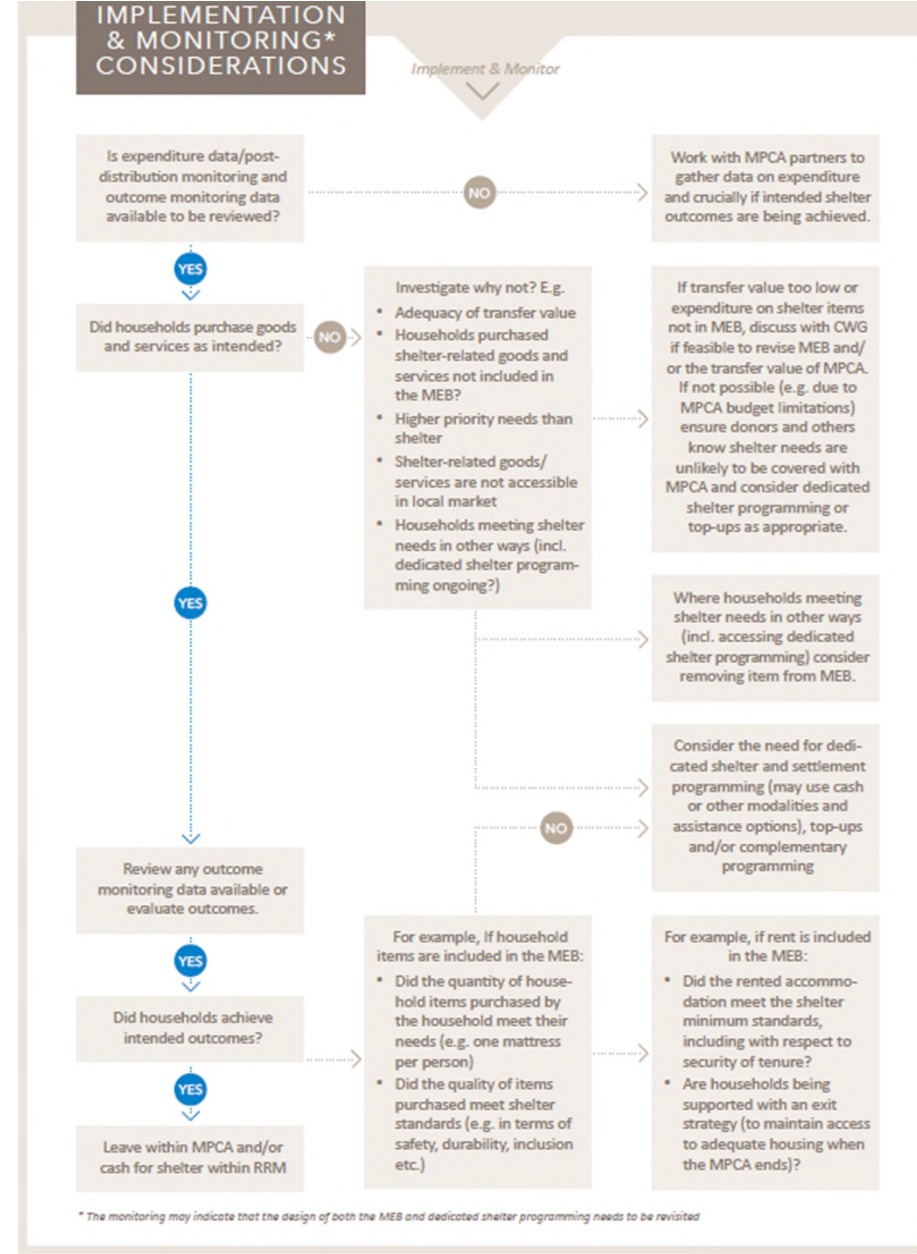 IMPLEMENTATION
& MONITORING*
CONSIDERATIONS
Implement & Monitor
Is expenditure data/post-
distribution monitoring and
outcome monitoring data
available to be reviewed?
NO
Work with MPCA partners to
gather data on expenditure
and crucially if intended shelter
outcomes are being achieved.
YES
Did households purchase goods
and services as intended?
NO
Investigate why not? E.g.
• Adequacy of transfer value
• Households purchased
shelter-related goods and
services not included in
the MEB?
• Higher priority needs than
shelter
• Shelter-related goods/
services are not accessible
in local market
• Households meeting shelter
needs in other ways (incl.
dedicated shelter program-
ming ongoing?)
If transfer value too low or
expenditure on shelter items
not in MEB, discuss with CWG
if feasible to revise MEB and/
or the transfer value of MPCA.
If not possible (e.g. due to
MPCA budget limitations)
ensure donors and others
know shelter needs are
unlikely to be covered with
MPCA and consider dedicated
shelter programming or
top-ups as appropriate.
YES
Where households meeting
shelter needs in other ways
(incl. accessing dedicated
shelter programming) consider
removing item from MEB.
Consider the need for dedi-
cated shelter and settlement
programming (may use cash
or other modalities and
assistance options), top-ups
and/or complementary
programming
NO
Review any outcome
monitoring data available or
evaluate outcomes.
YES
Did households achieve
intended outcomes?
For example, If household
items are included in the MEB:
• Did the quantity of house-
hold items purchased by
the household meet their
needs (e.g. one mattress
per person)
• Did the quality of items
purchased meet shelter
standards (e.g. in terms of
safety, durability, inclusion
etc.)
For example, if rent is included
in the MEB:
• Did the rented accommo-
dation meet the shelter
minimum standards,
including with respect to
security of tenure?
• Are households being
supported with an exit
strategy (to maintain access
to adequate housing when
the MPCA ends)?
YES
Leave within MPCA and/or
cash for shelter within RRM
* The monitoring may indicate that the design of both the MEB and dedicated shelter programming needs to be revisited